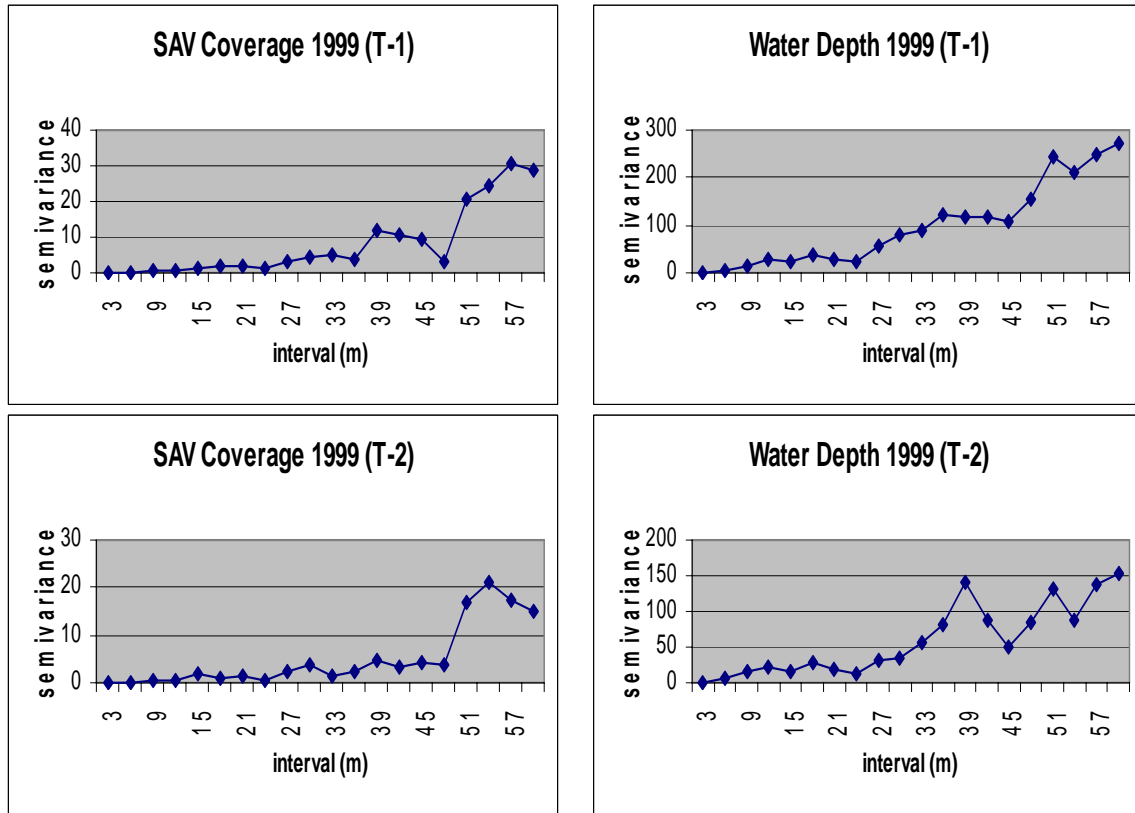 SAV Coverage 1999 (T-1)
semivariance
40
30
20
10
0
3 9 15 21 27 33 39 45 51 57
interval (m)
Water Depth 1999 (T-1)
semivariance
300
200
100
0
3 9 15 21 27 33 39 45 51 57
interval (m)
SAV Coverage 1999 (T-2)
semivariance
30
20
10
0
3 9 15 21 27 33 39 45 51 57
interval (m)
Water Depth 1999 (T-2)
semivariance
200
150
100
50
0
3 9 15 21 27 33 39 45 51 57
interval (m)